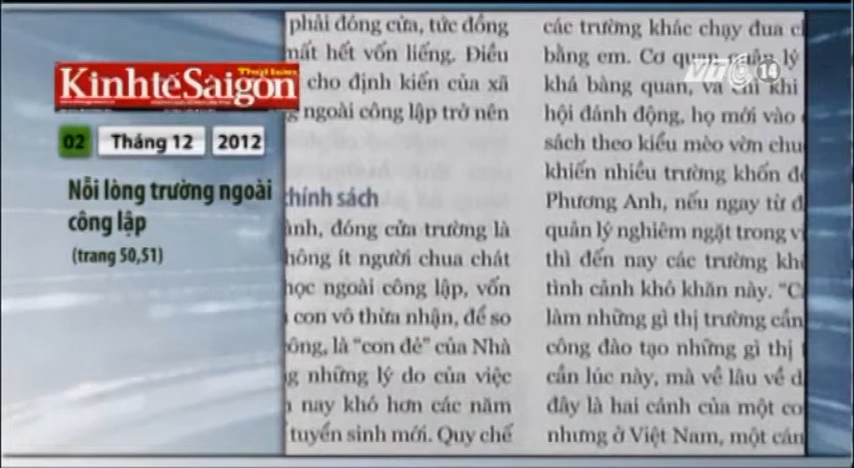 Thời báo
Kinh tế Sàigòn
02 Tháng 12 2012
Nỗi lòng trường ngoài
công lập
(trang 50,51)
phải đóng cửa, tức đồng
mất hết vốn liếng. Điều
cho định kiến của xã
ngoài công lập trở nên
chính sách
ành, đóng cửa trường là
hông ít người chua chát
học ngoài công lập, vốn
con vô thừa nhận, để so
ông, là “con đẻ” của Nhà
g những lý do của việc
nay khó hơn các năm
tuyển sinh mới. Quy chế
các trường khác chạy đua c
bằng em. Cơ quan quản lý
khá bàng quan, và chỉ khi
hội đánh động, họ mới vào
sách theo kiểu mèo vờn chu
khiến nhiều trường khốn đ
Phương Anh, nếu ngay từ đ
quản lý nghiêm ngặt trong v
thì đến nay các trường kh
tình cảnh khó khăn này. “C
làm những gì thị trường cần
công đào tạo những gì thị t
cần lúc này, mà về lâu về d
đây là hai cánh của một co
nhưng ở Việt Nam, một cán
VTC 14